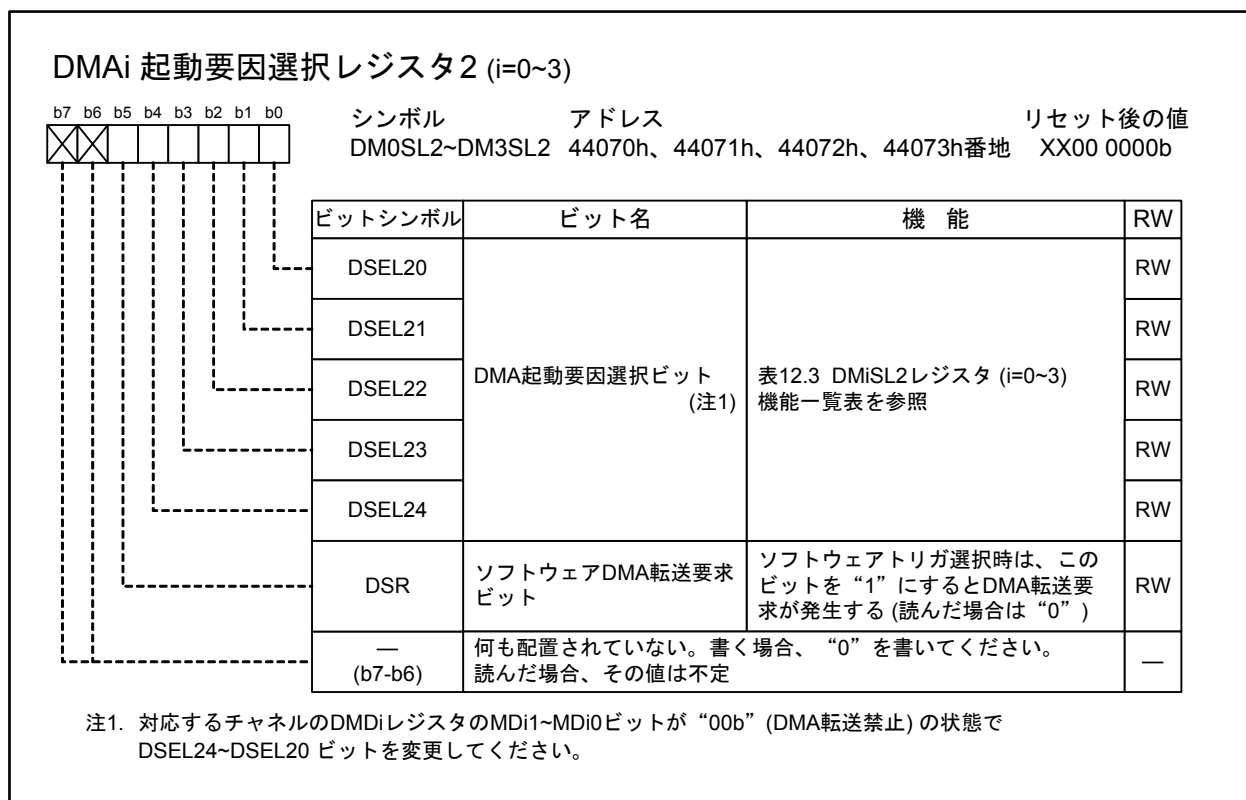 DMAi 起動要因選択レジスタ2 (i=0~3)
b7 b6 b5 b4 b3 b2 b1 b0
シンボル アドレス リセット後の値
DM0SL2~DM3SL2 44070h、44071h、44072h、44073h番地 XX00 0000b
ビットシンボル ビット名 機 能 RW
DSEL20 RW
DSEL21 RW
DSEL22 DMA起動要因選択ビット (注1) 表12.3 DMiSL2レジスタ (i=0~3) 機能一覧表を参照 RW
DSEL23 RW
DSEL24 RW
DSR ソフトウェアDMA転送要求ビット ソフトウェアトリガ選択時は、このビットを“1”にするとDMA転送要求が発生する (読んだ場合は“0”) RW
— (b7-b6) 何も配置されていない。書く場合、“0”を書いてください。 読んだ場合、その値は不定 —
注1. 対応するチャネルのDMDiレジスタのMDi1~MDi0ビットが“00b”(DMA転送禁止) の状態で
DSEL24~DSEL20 ビットを変更してください。